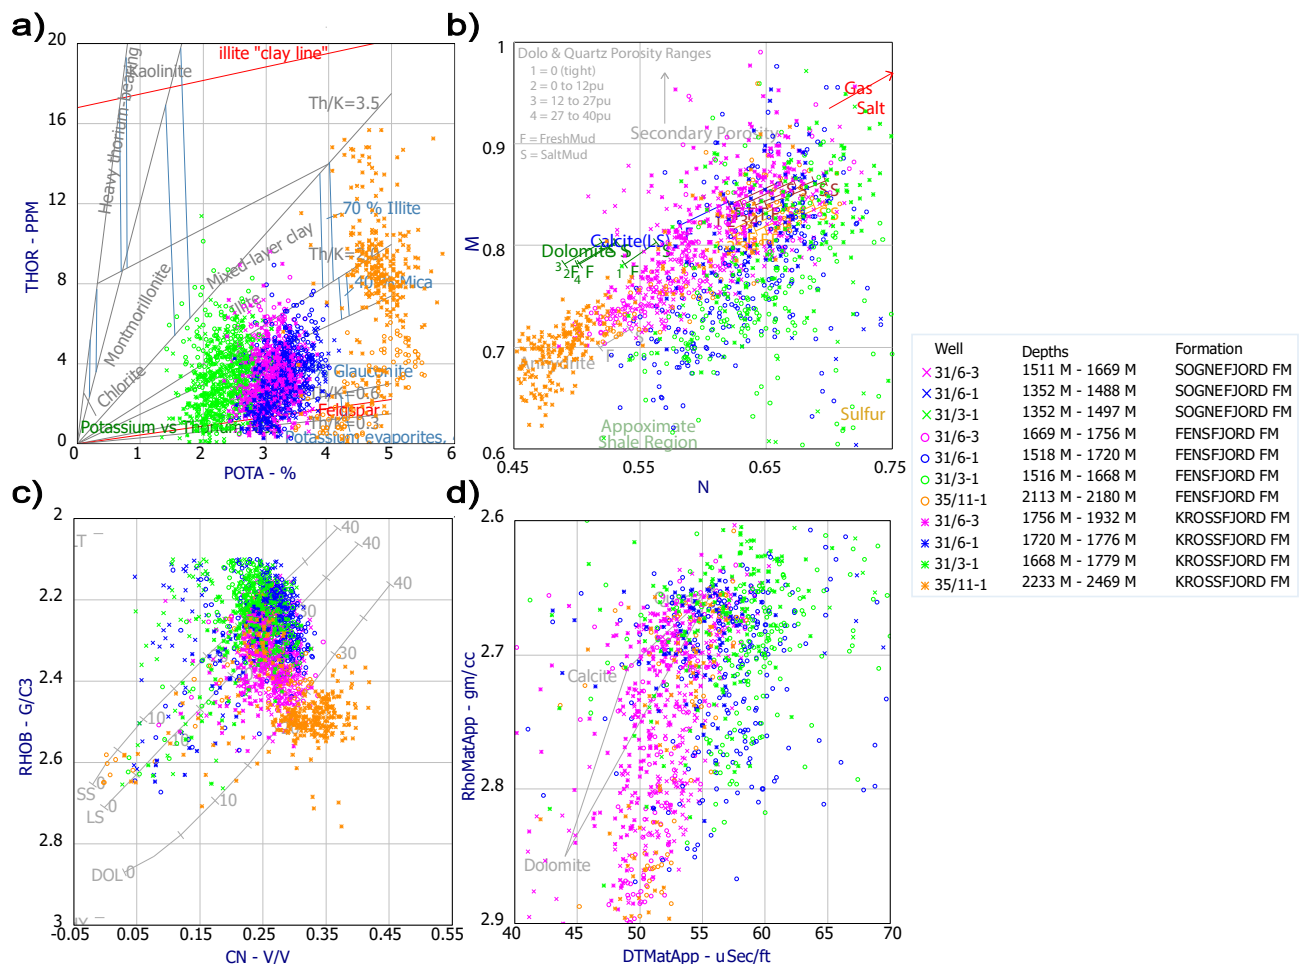 a)
20
16
12
8
4
0
THOR - PPM
0
1
2
3
4
5
6
POTA - %
illite "clay line"
Kaolinite
Heavy thorium-bearing
Th/K=3.5
70 % Illite
Mixed-layer clay
Montmorillonite
Illite
Mica
Chlorite
Glauconite
Feldspar
Th/K=0.3
Potassium vs Thorium
Potassium evaporites,
b)
1
0.9
0.8
0.7
0.6
M
0.45
0.55
0.65
0.75
N
Dolo & Quartz Porosity Ranges
1 = 0 (tight)
2 = 0 to 12pu
3 = 12 to 27pu
4 = 27 to 40pu
F = FreshMud
S = SaltMud
Secondary Porosity
Gas
Salt
SS
Calcite(LS)
Dolomite
Anhydrite
Sulfur
Appoximate
Shale Region
c)
2
2.2
2.4
2.6
2.8
3
RHOB - G/C3
-0.05
0.05
0.15
0.25
0.35
0.45
0.55
CN - V/V
40
40
40
30
10
10
10
SS
0
LS
0
DOL
0
d)
2.6
2.7
2.8
2.9
RhoMatApp - gm/cc
40
45
50
55
60
65
70
DTMatApp - uSec/ft
Calcite
Dolomite
Well Depths Formation
31/6-3 1511 M - 1669 M SOGNEFJORD FM
31/6-1 1352 M - 1488 M SOGNEFJORD FM
31/3-1 1352 M - 1497 M SOGNEFJORD FM
31/6-3 1669 M - 1756 M FENSFJORD FM
31/6-1 1518 M - 1720 M FENSFJORD FM
31/3-1 1516 M - 1668 M FENSFJORD FM
35/11-1 2113 M - 2180 M FENSFJORD FM
31/6-3 1756 M - 1932 M KROSSFJORD FM
31/6-1 1720 M - 1776 M KROSSFJORD FM
31/3-1 1668 M - 1779 M KROSSFJORD FM
35/11-1 2233 M - 2469 M KROSSFJORD FM